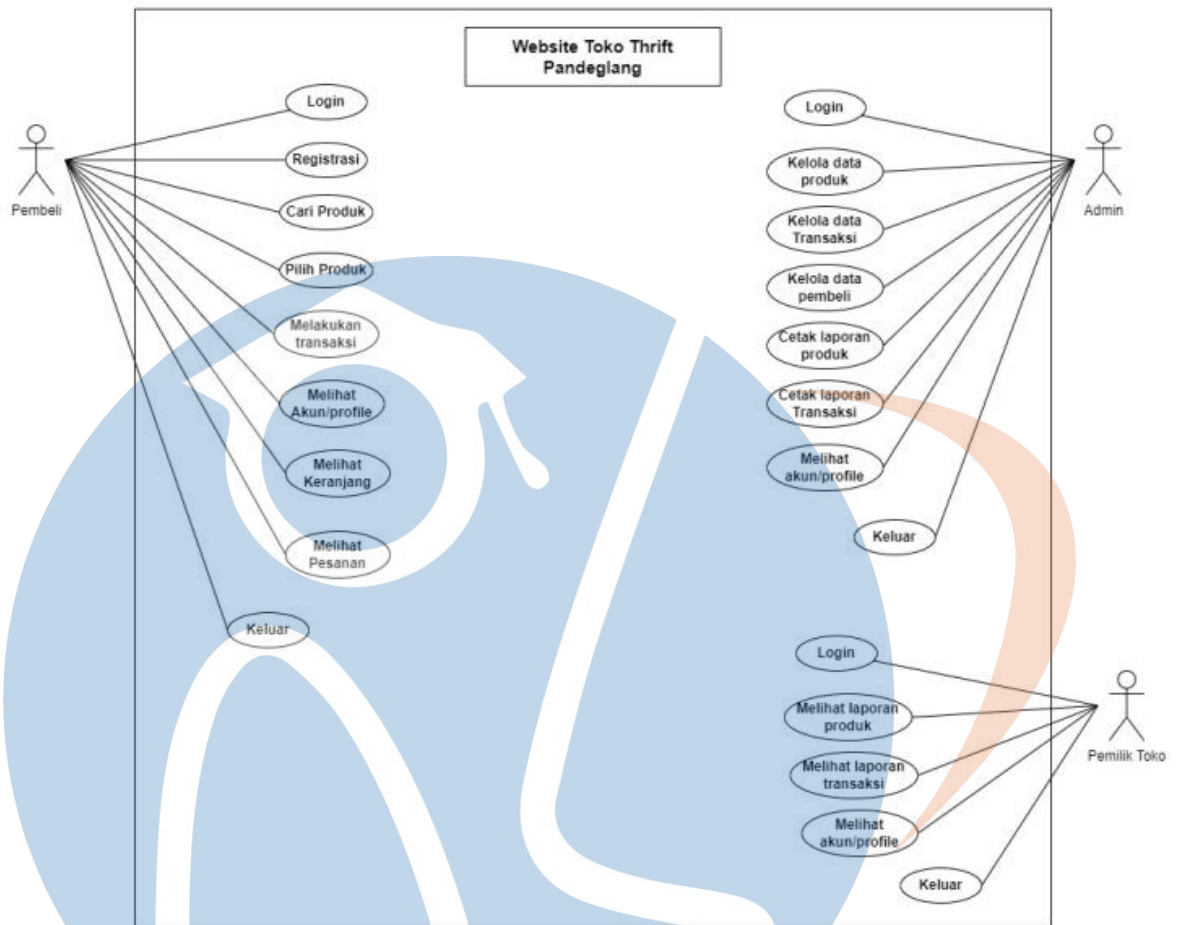 Website Toko Thrift
Pandeglang
Pembeli
Login
Registrasi
Cari Produk
Pilih Produk
Melakukan
transaksi
Melihat
Akun/profile
Melihat
Keranjang
Melihat
Pesanan
Keluar
Admin
Login
Kelola data
produk
Kelola data
Transaksi
Kelola data
pembeli
Cetak laporan
produk
Cetak laporan
Transaksi
Melihat
akun/profile
Keluar
Pemilik Toko
Login
Melihat laporan
produk
Melihat laporan
transaksi
Melihat
akun/profile
Keluar